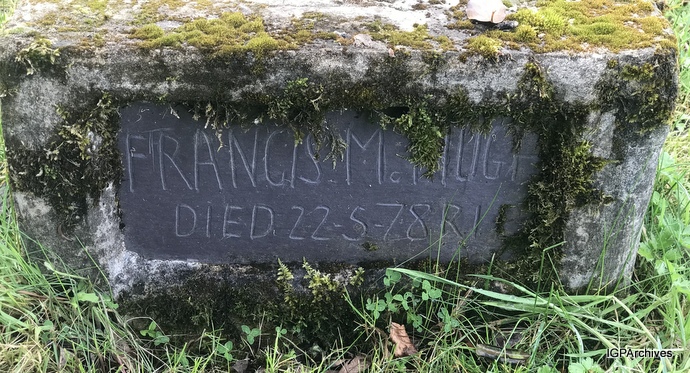 FRANCIS
DIED 22-5-78 R.I.P
IGPArchives